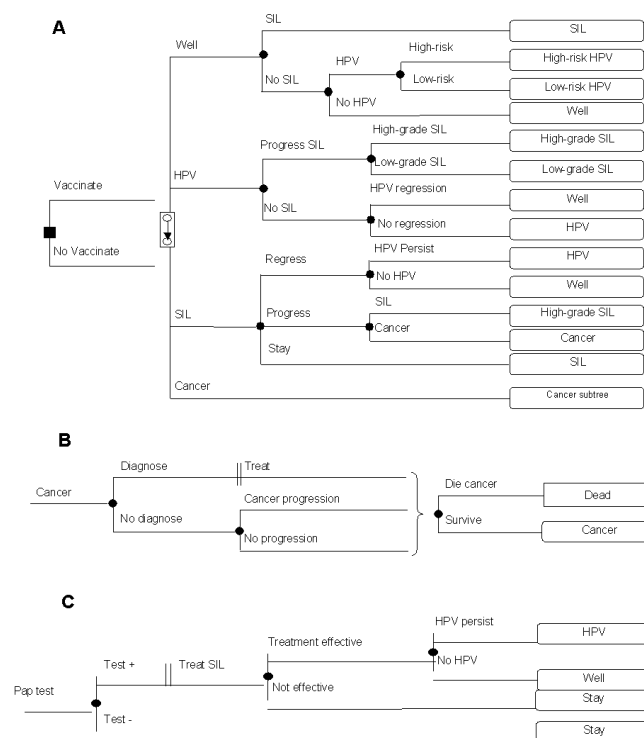 A
SIL
SIL
Well
High-risk
High-risk HPV
HPV
No SIL
Low-risk
Low-risk HPV
No HPV
Well
High-grade SIL
High-grade SIL
Progress SIL
Low-grade SIL
Low-grade SIL
HPV
HPV regression
Well
Vaccinate
No SIL
No regression
HPV
No Vaccinate
HPV Persist
HPV
Regress
No HPV
Well
SIL
High-grade SIL
SIL
Progress
Cancer
Cancer
Stay
SIL
Cancer
Cancer subtree
B
Diagnose
Treat
Die cancer
Dead
Cancer
Cancer progression
No diagnose
Survive
Cancer
No progression
C
HPV persist
HPV
Treatment effective
Test +
Treat SIL
No HPV
Pap test
Not effective
Well
Stay
Test -
Stay